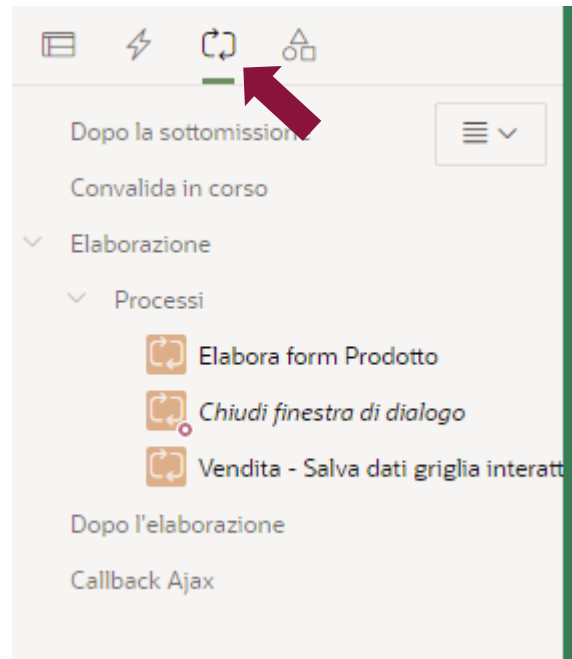 Dopo la sottomissione
Convalida in corso
Elaborazione
Processi
Elabora form Prodotto
Chiudi finestra di dialogo
Vendita - Salva dati griglia interatt
Dopo l'elaborazione
Callback Ajax